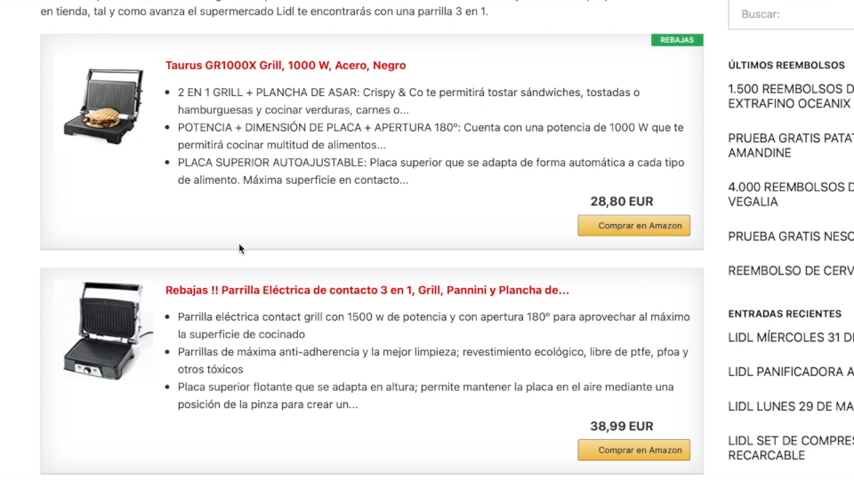 en tienda, tal y como avanza el supermercado Lidl te encontrarás con una parrilla 3 en 1.
REBAJAS
Taurus GR1000X Grill, 1000 W, Acero, Negro
2 EN 1 GRILL + PLANCHA DE ASAR: Crispy & Co te permitirá tostar sándwiches, tostadas o
hamburguesas y cocinar verduras, carnes o...
POTENCIA + DIMENSIÓN DE PLACA + APERTURA 180º: Cuenta con una potencia de 1000 W que te
permitirá cocinar multitud de alimentos...
PLACA SUPERIOR AUTOAJUSTABLE: Placa superior que se adapta de forma automática a cada tipo
de alimento. Máxima superficie en contacto...
28,80 EUR
Comprar en Amazon
Rebajas !! Parrilla Eléctrica de contacto 3 en 1, Grill, Pannini y Plancha de...
Parrilla eléctrica contact grill con 1500 w de potencia y con apertura 180º para aprovechar al máximo
la superficie de cocinado
Parrillas de máxima anti-adherencia y la mejor limpieza; revestimiento ecológico, libre de ptfe, pfoa y
otros tóxicos
Placa superior flotante que se adapta en altura; permite mantener la placa en el aire mediante una
posición de la pinza para crear un...
38,99 EUR
Comprar en Amazon
Buscar:
ÚLTIMOS REEMBOLSOS
1.500 REEMBOLSOS D
EXTRAFINO OCEANIX
PRUEBA GRATIS PATAT
AMANDINE
4.000 REEMBOLSOS D
VEGALIA
PRUEBA GRATIS NESC
REEMBOLSO DE CERV
ENTRADAS RECIENTES
LIDL MÍERCOLES 31 D
LIDL PANIFICADORA A
LIDL LUNES 29 DE MA
LIDL SET DE COMPRES
RECARCABLE